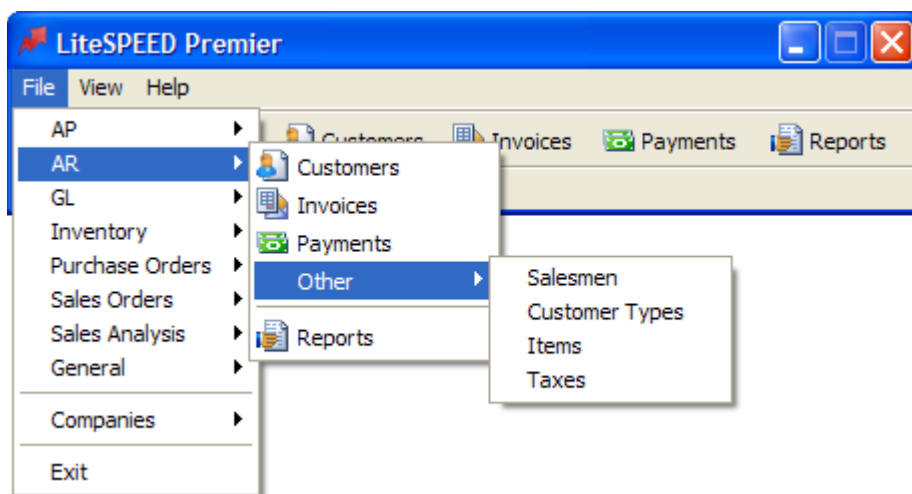 LiteSPEED Premier
File View Help
Customers Invoices Payments Reports
AP
AR
GL
Inventory
Purchase Orders
Sales Orders
Sales Analysis
General
Companies
Exit
Customers
Invoices
Payments
Other
Reports
Salesmen
Customer Types
Items
Taxes